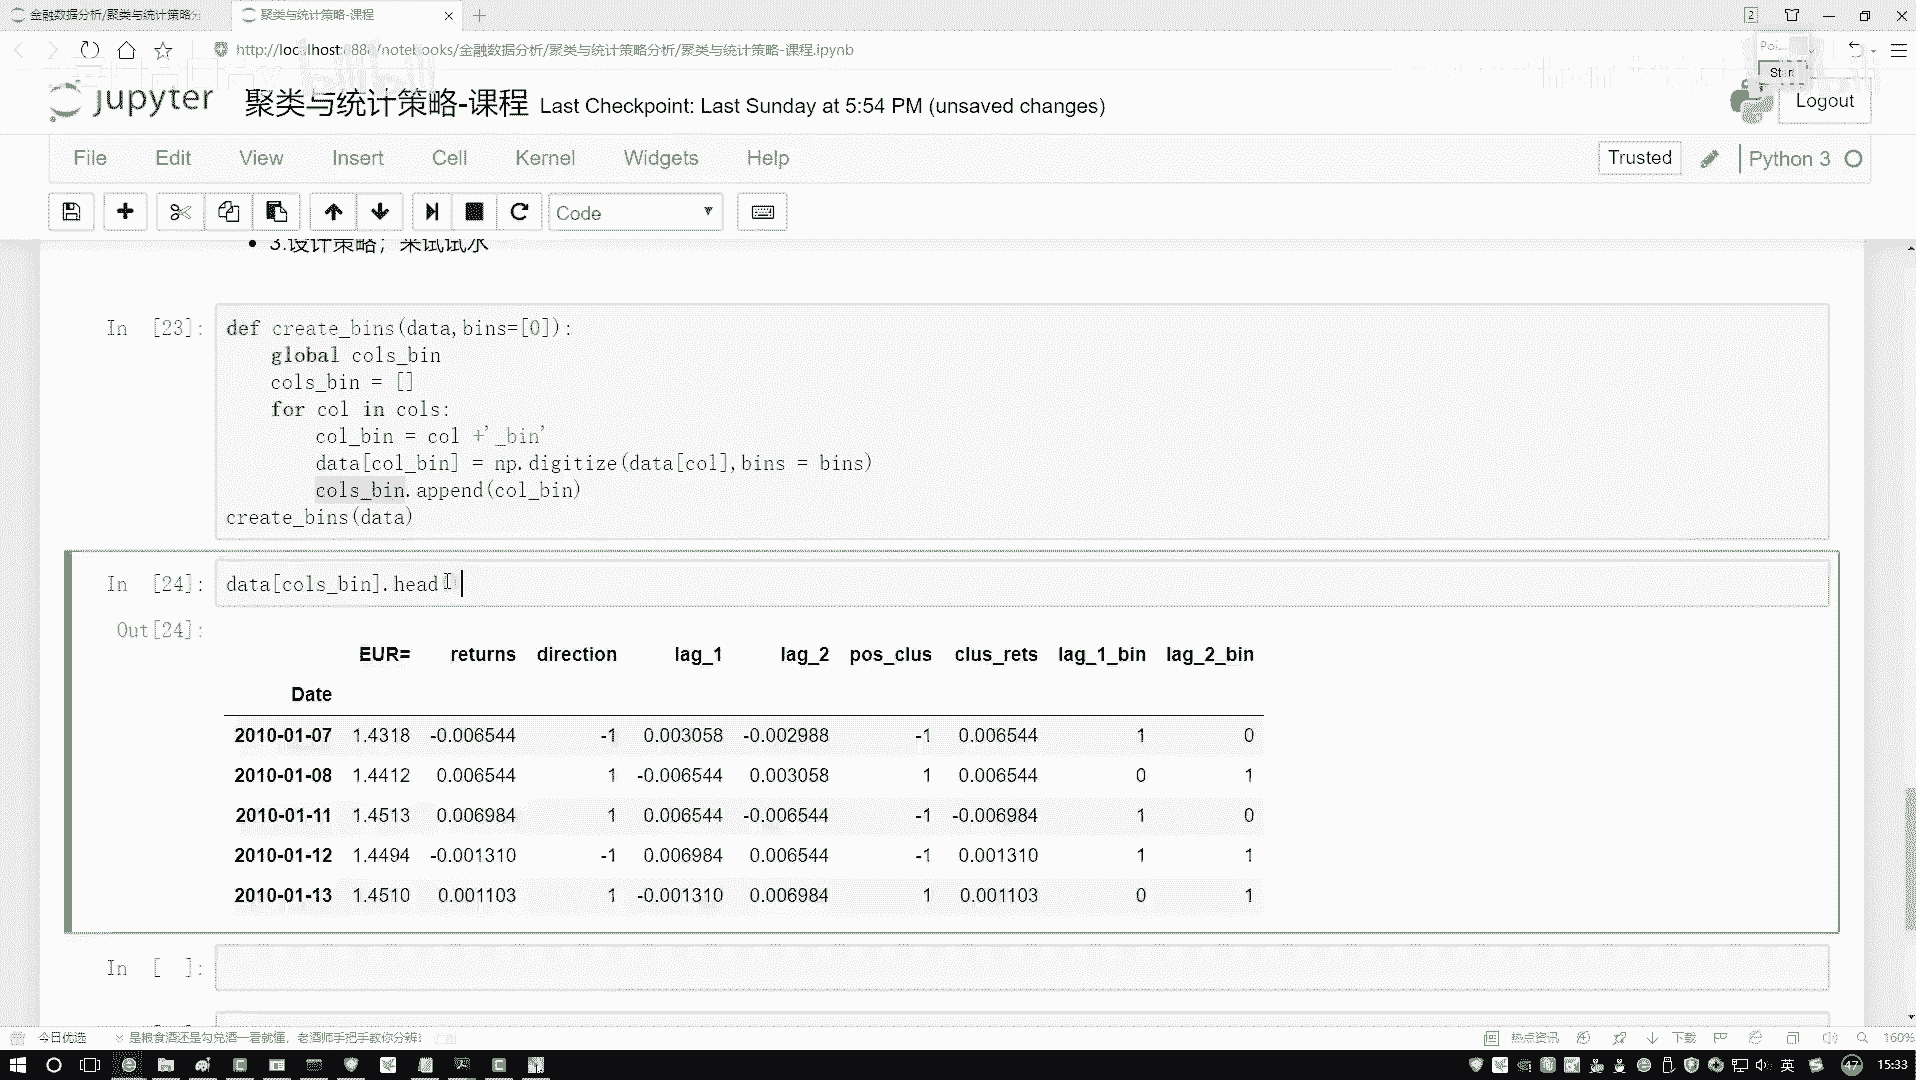 金融数据分析/聚类与统计策略
聚类与统计策略-课程
2
http://localhost:888 /notebooks/金融数据分析/聚类与统计策略分析/聚类与统计策略-课程.ipynb
jupyter 聚类与统计策略-课程 Last Checkpoint: Last Sunday at 5:54 PM (unsaved changes)
Logout
File Edit View Insert Cell Kernel Widgets Help
Trusted Python 3
Code
3.设计策略，来试试水
In [23]:
def create_bins(data,bins=[0]):
    global cols_bin
    cols_bin = []
    for col in cols:
        col_bin = col +'_bin'
        data[col_bin] = np.digitize(data[col],bins = bins)
        cols_bin.append(col_bin)
create_bins(data)
In [24]: data[cols_bin].head
Out[24]:
EUR= returns direction lag_1 lag_2 pos_clus clus_rets lag_1_bin lag_2_bin
Date
2010-01-07 1.4318 -0.006544 -1 0.003058 -0.002988 -1 0.006544 1 0
2010-01-08 1.4412 0.006544 1 -0.006544 0.003058 1 0.006544 0 1
2010-01-11 1.4513 0.006984 1 0.006544 -0.006544 -1 -0.006984 1 0
2010-01-12 1.4494 -0.001310 -1 0.006984 0.006544 -1 0.001310 1 1
2010-01-13 1.4510 0.001103 1 -0.001310 0.006984 1 0.001103 0 1
In [ ]:
今日优选 是粮食酒还是勾兑酒一看就懂，老酒师手把手教你分辨！
热点资讯 下载 160%
英 47 15:33